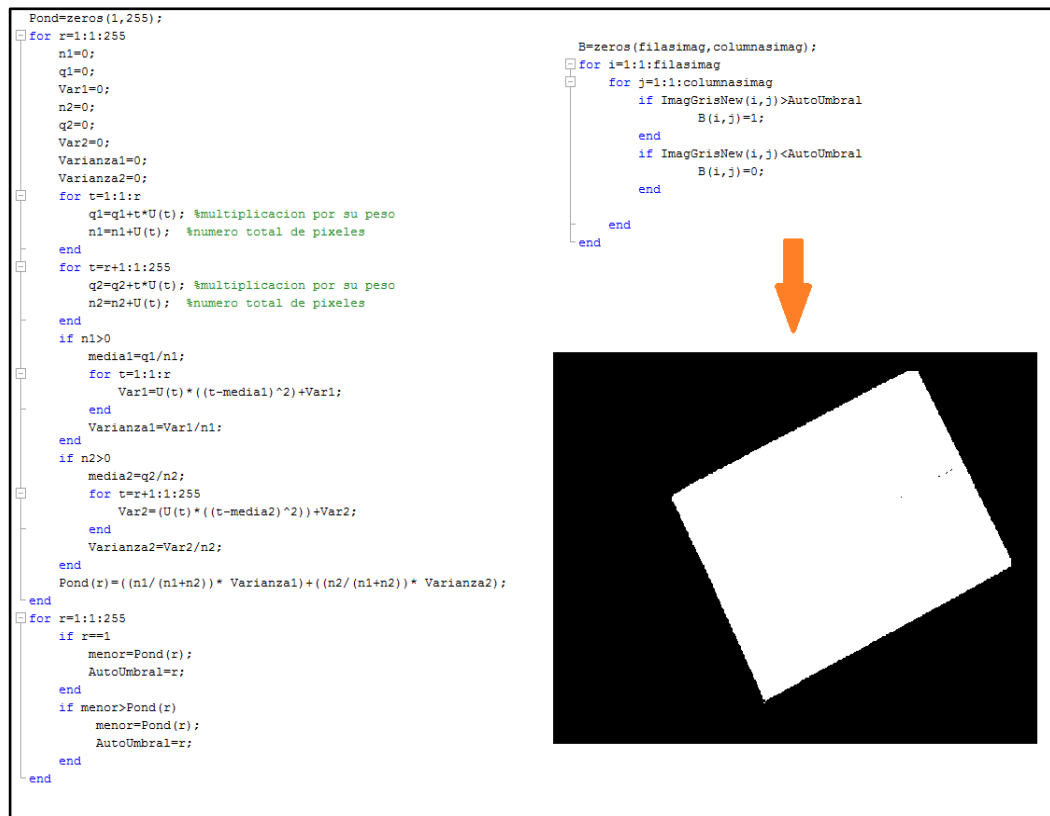 Pond=zeros(1,255);
for r=1:1:255
n1=0;
q1=0;
Var1=0;
n2=0;
q2=0;
Var2=0;
Varianza1=0;
Varianza2=0;
for t=1:1:r
q1=q1+t*U(t); %multiplicacion por su peso
n1=n1+U(t); %numero total de pixeles
end
for t=r+1:1:255
q2=q2+t*U(t); %multiplicacion por su peso
n2=n2+U(t); %numero total de pixeles
end
if n1>0
media1=q1/n1;
for t=1:1:r
Var1=U(t)*((t-media1)^2)+Var1;
end
Varianza1=Var1/n1;
end
if n2>0
media2=q2/n2;
for t=r+1:1:255
Var2=(U(t)*((t-media2)^2))+Var2;
end
Varianza2=Var2/n2;
end
Pond(r)=((n1/(n1+n2))* Varianza1)+((n2/(n1+n2))* Varianza2);
end
for r=1:1:255
if r==1
menor=Pond(r);
AutoUmbral=r;
end
if menor>Pond(r)
menor=Pond(r);
AutoUmbral=r;
end
end
B=zeros(filasimag,columnasimag);
for i=1:1:filasimag
for j=1:1:columnasimag
if ImagGrisNew(i,j)>AutoUmbral
B(i,j)=1;
end
if ImagGrisNew(i,j)<AutoUmbral
B(i,j)=0;
end
end
end